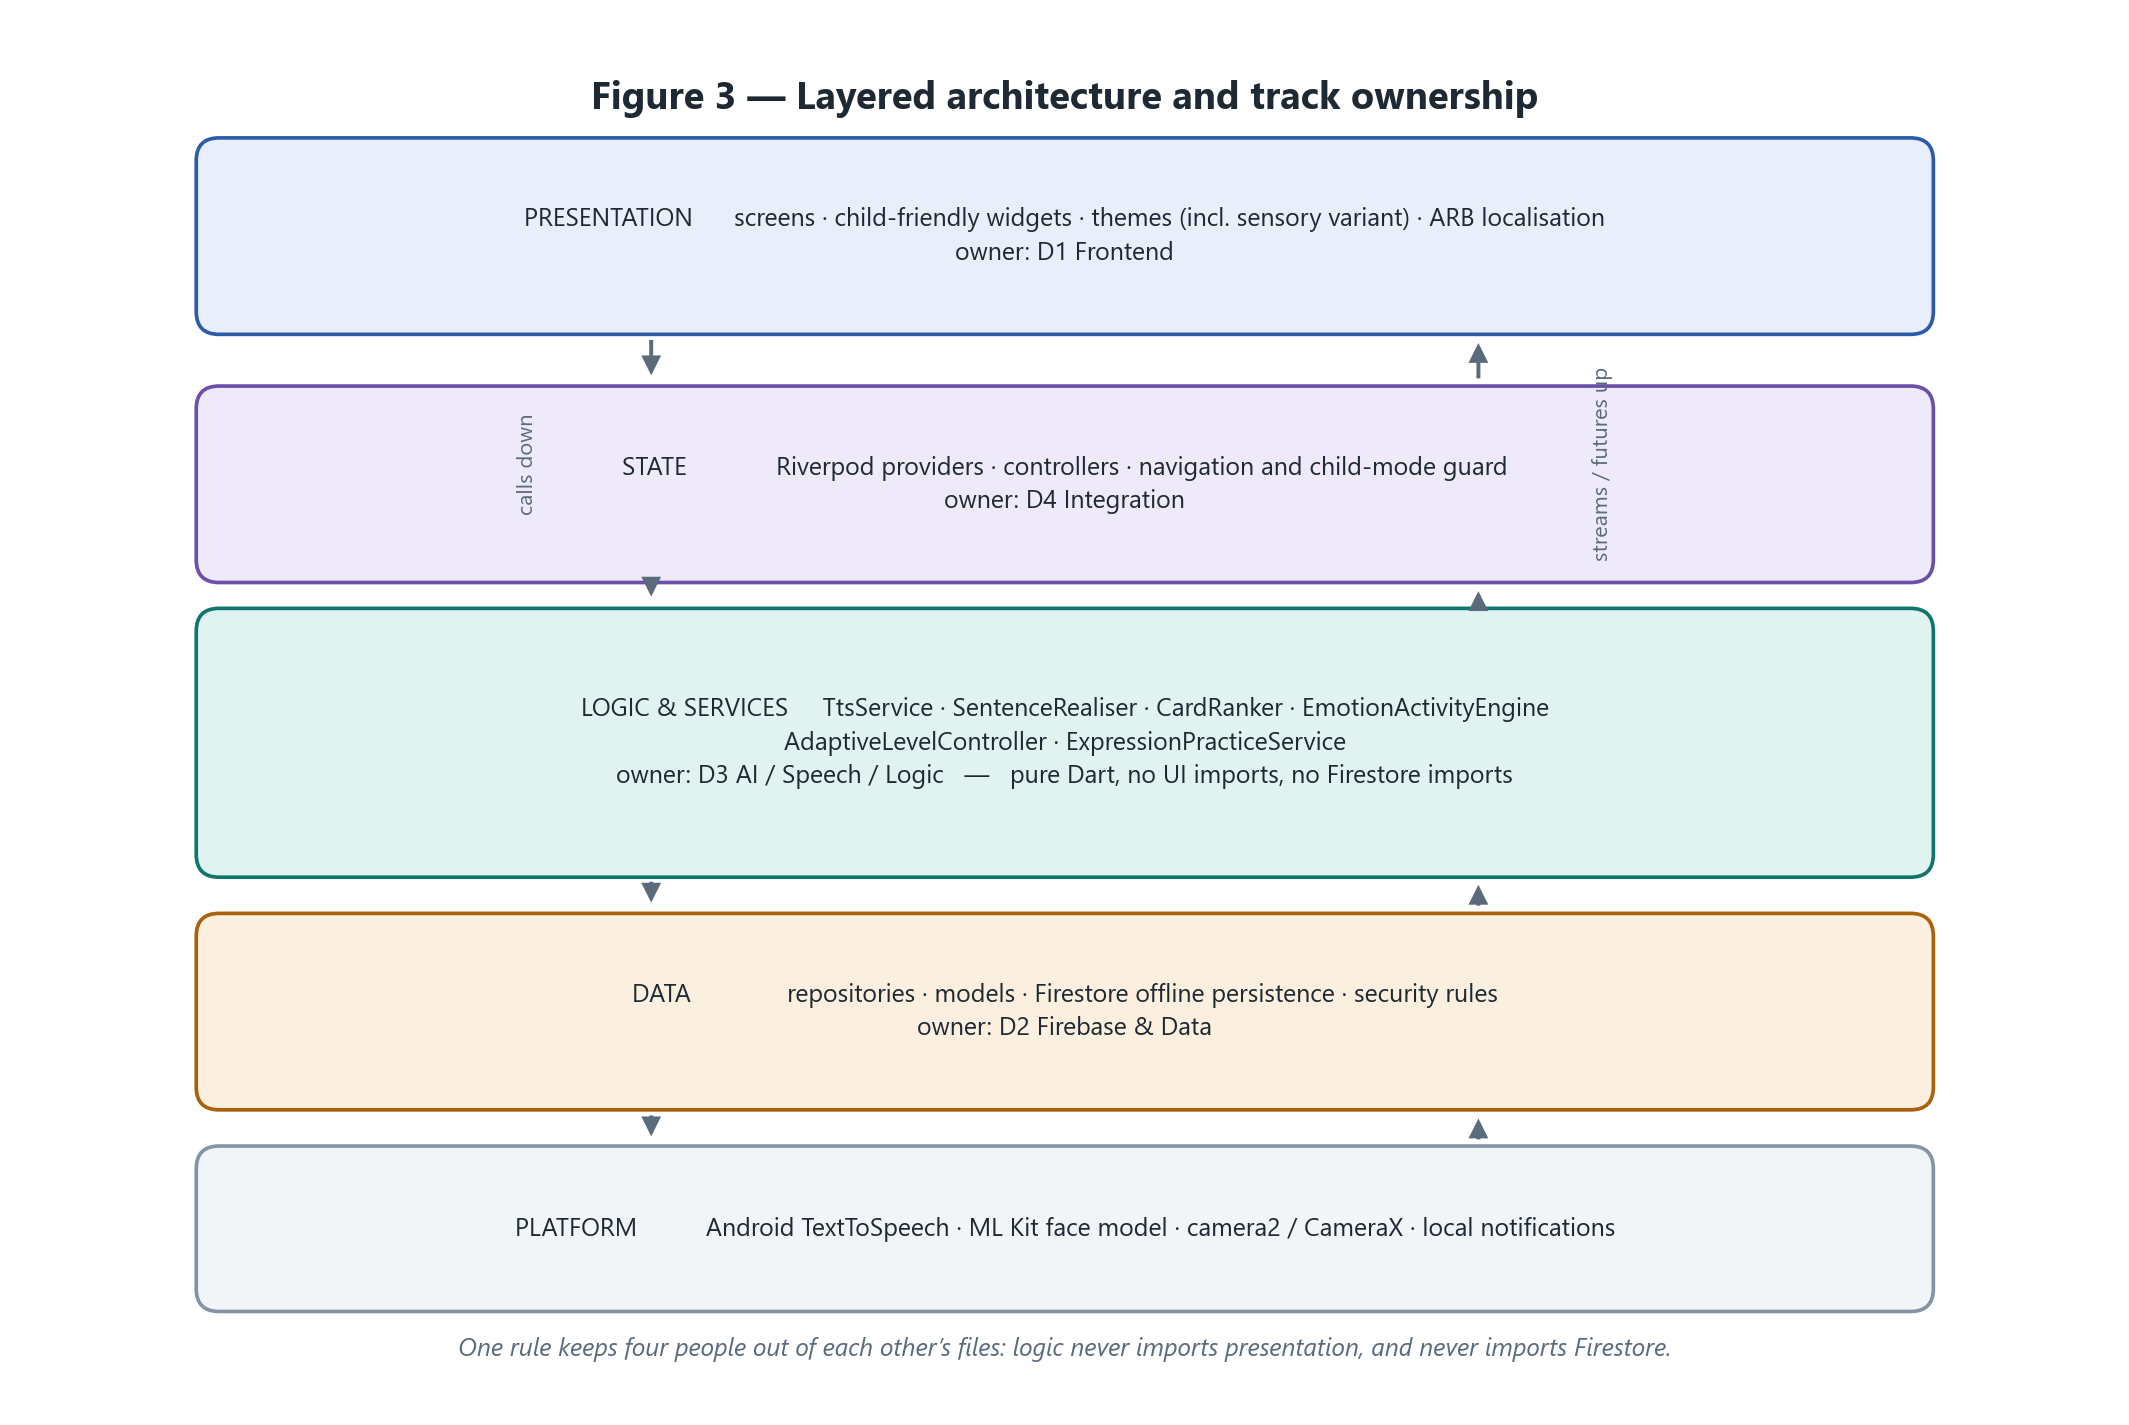 Figure 3 — Layered architecture and track ownership
PRESENTATION screens · child-friendly widgets · themes (incl. sensory variant) · ARB localisation
owner: D1 Frontend
calls down
streams / futures up
STATE Riverpod providers · controllers · navigation and child-mode guard
owner: D4 Integration
LOGIC & SERVICES TtsService · SentenceRealiser · CardRanker · EmotionActivityEngine
AdaptiveLevelController · ExpressionPracticeService
owner: D3 AI / Speech / Logic — pure Dart, no UI imports, no Firestore imports
DATA repositories · models · Firestore offline persistence · security rules
owner: D2 Firebase & Data
PLATFORM Android TextToSpeech · ML Kit face model · camera2 / CameraX · local notifications
One rule keeps four people out of each other’s files: logic never imports presentation, and never imports Firestore.